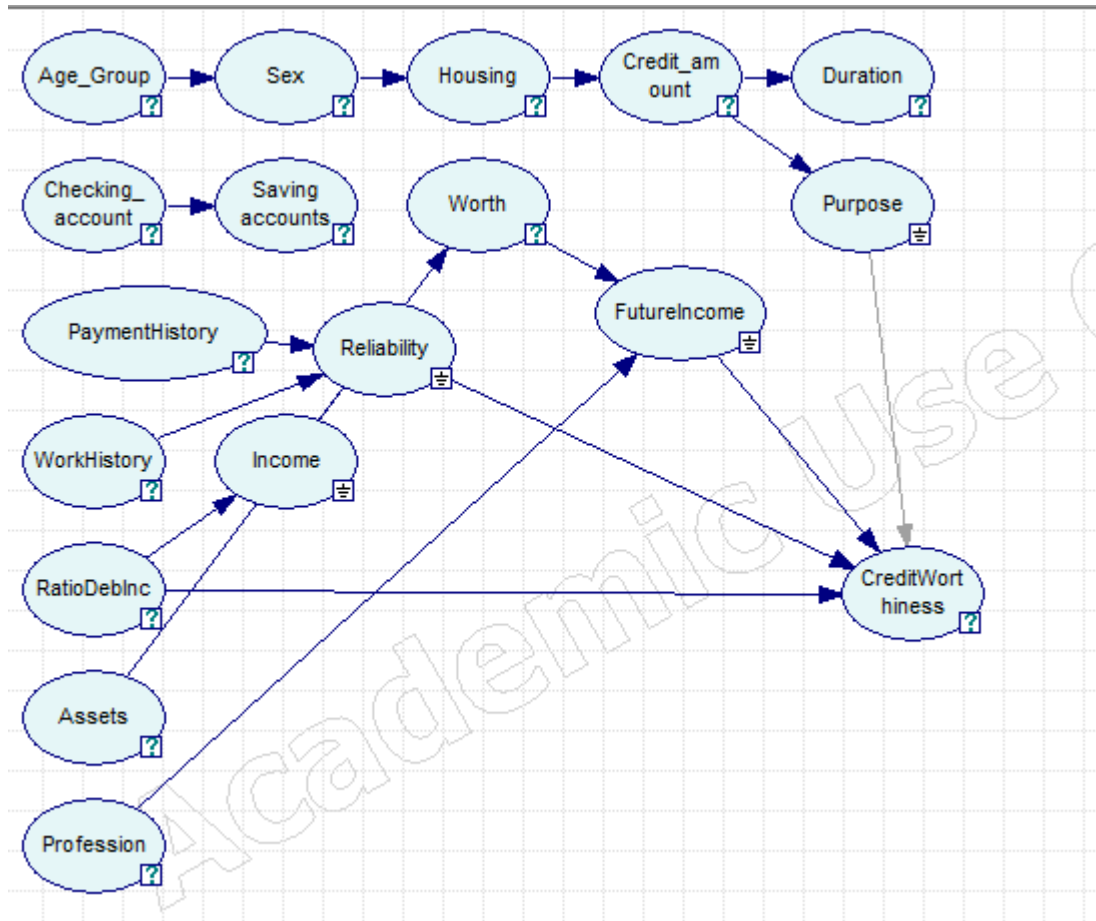 Age_Group
Sex
Housing
Credit_am
ount
Duration
Checking_
account
Saving
accounts
Worth
Purpose
PaymentHistory
Reliability
FutureIncome
WorkHistory
Income
RatioDebInc
CreditWort
hiness
Assets
Profession
Academic Use